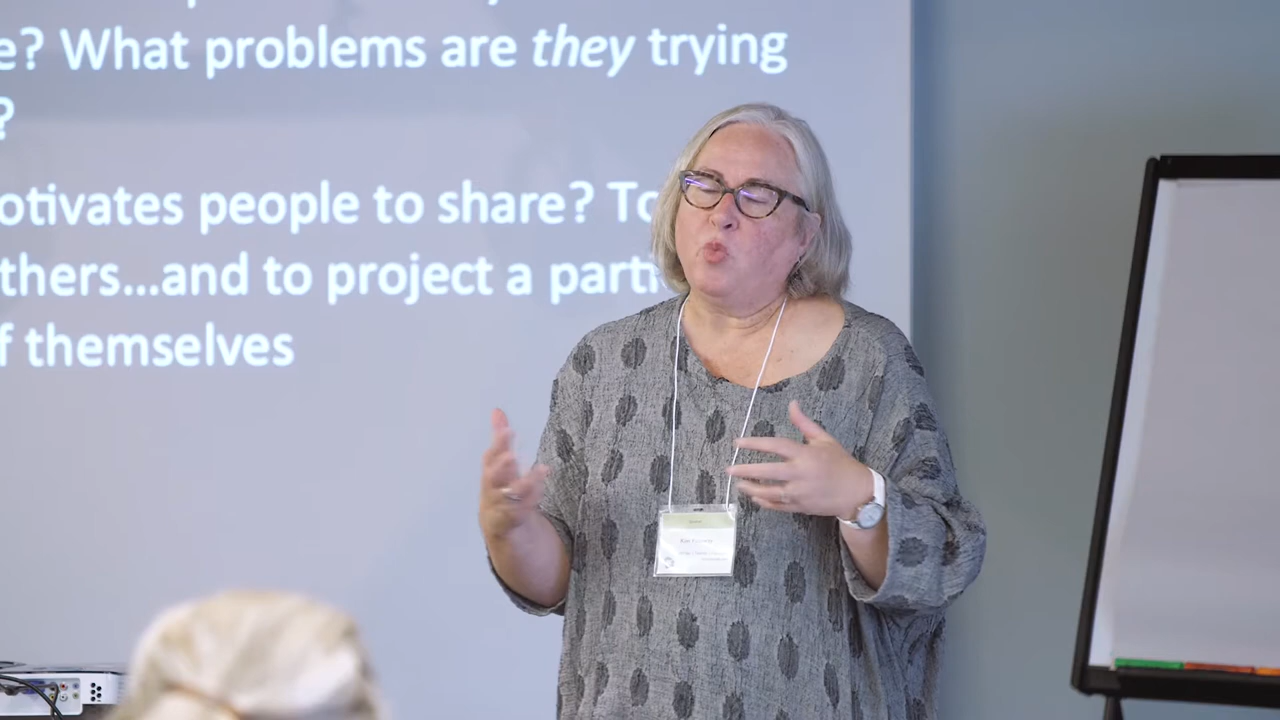 e? What problems are they trying
?
otivates people to share? To
thers...and to project a parti
f themselves